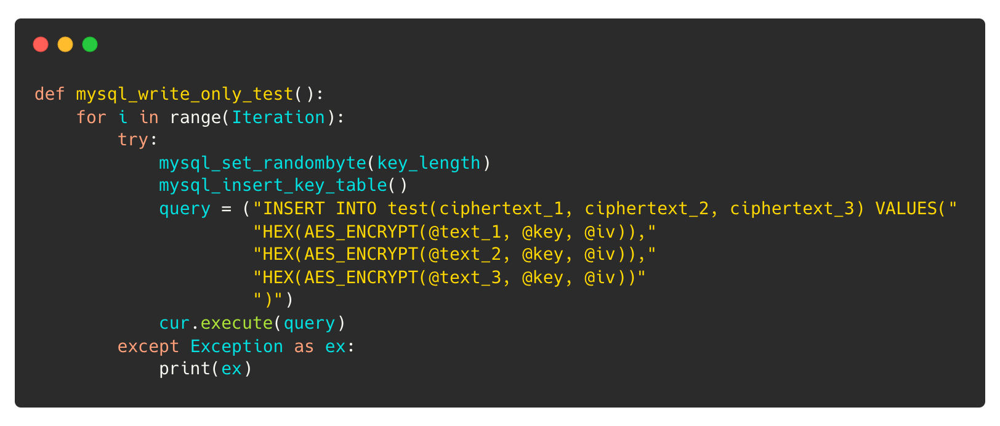 def mysql_write_only_test():
    for i in range(Iteration):
        try:
            mysql_set_randombyte(key_length)
            mysql_insert_key_table()
            query = ("INSERT INTO test(ciphertext_1, ciphertext_2, ciphertext_3) VALUES("
                     "HEX(AES_ENCRYPT(@text_1, @key, @iv)),"
                     "HEX(AES_ENCRYPT(@text_2, @key, @iv)),"
                     "HEX(AES_ENCRYPT(@text_3, @key, @iv))"
                     ")")
            cur.execute(query)
        except Exception as ex:
            print(ex)